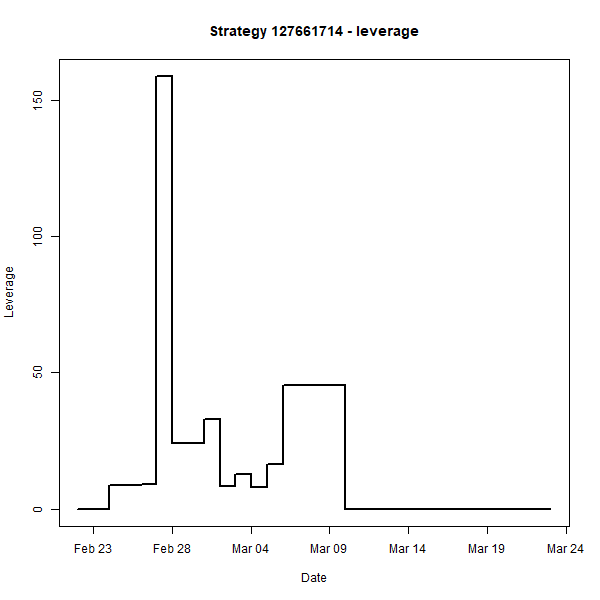 Strategy 127661714 - leverage
Leverage
150
100
50
0
Feb 23 Feb 28 Mar 04 Mar 09 Mar 14 Mar 19 Mar 24
Date